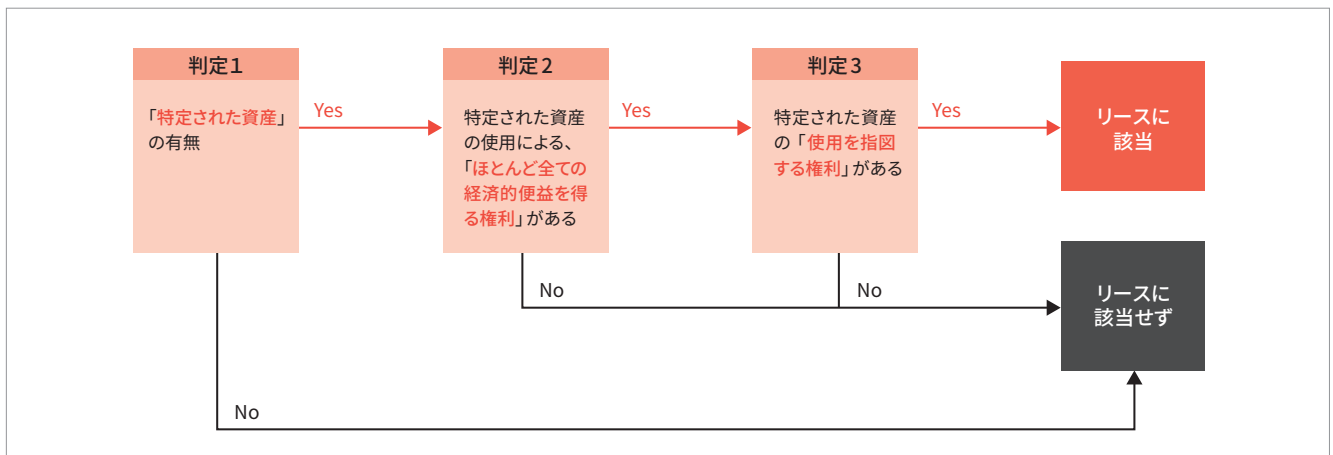 判定1
「特定された資産」
の有無
Yes
判定2
特定された資産
の使用による、
「ほとんど全ての
経済的便益を得
る権利」がある
Yes
判定3
特定された資産
の「使用を指図
する権利」がある
Yes
リースに
該当
No
No
リースに
該当せず
No